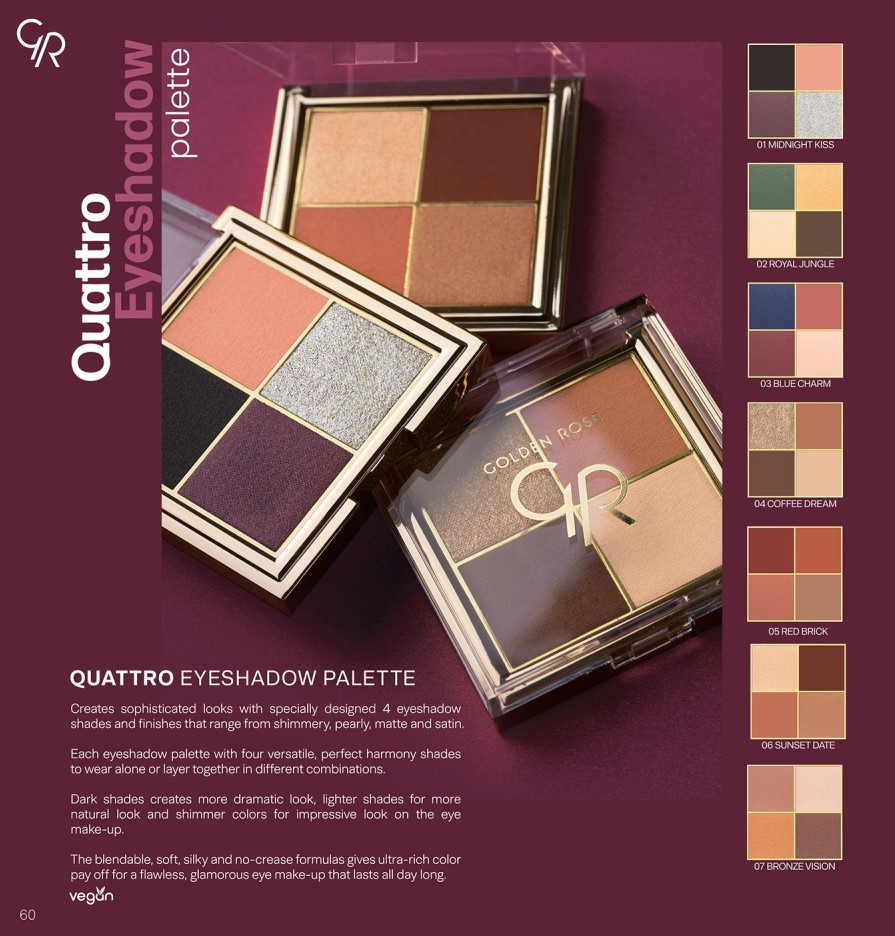 GR
Quattro
Eyeshadow
palette
GOLDEN ROSE
GR
01 MIDNIGHT KISS
02 ROYAL JUNGLE
03 BLUE CHARM
04 COFFEE DREAM
05 RED BRICK
06 SUNSET DATE
07 BRONZE VISION
QUATTRO EYESHADOW PALETTE
Creates sophisticated looks with specially designed 4 eyeshadow
shades and finishes that range from shimmery, pearly, matte and satin.
Each eyeshadow palette with four versatile, perfect harmony shades
to wear alone or layer together in different combinations.
Dark shades creates more dramatic look, lighter shades for more
natural look and shimmer colors for impressive look on the eye
make-up.
The blendable, soft, silky and no-crease formulas gives ultra-rich color
pay off for a flawless, glamorous eye make-up that lasts all day long.
vegan
60